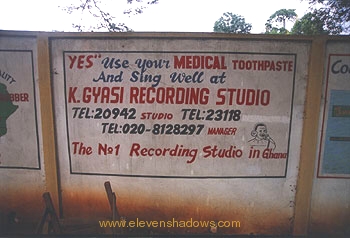 YES" Use Your MEDICAL TOOTHPASTE
And Sing Well at
K. GYASI RECORDING STUDIO
TEL:20942 STUDIO TEL:23118
TEL:020-8128297 MANAGER
The No1 Recording Studio in Ghana
www.elevenshadows.com